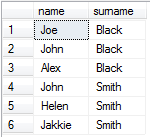 name surname
1 Joe Black
2 John Black
3 Alex Black
4 John Smith
5 Helen Smith
6 Jakkie Smith